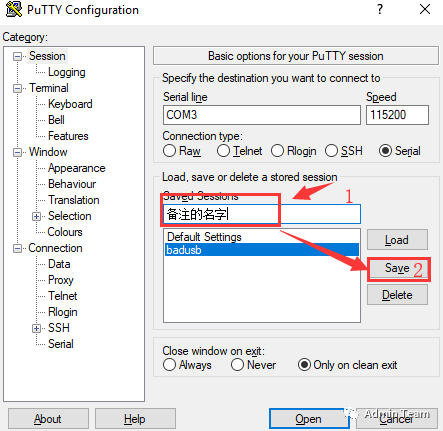 PuTTY Configuration
Category:
Session
Logging
Terminal
Keyboard
Bell
Features
Window
Appearance
Behaviour
Translation
Selection
Colours
Connection
Data
Proxy
Telnet
Rlogin
SSH
Serial
Basic options for your PuTTY session
Specify the destination you want to connect to
Serial line Speed
COM3 115200
Connection type:
Raw Telnet Rlogin SSH Serial
Load, save or delete a stored session
Saved Sessions 1
备注的名字
Default Settings Load
badusb
Save 2
Delete
Close window on exit:
Always Never Only on clean exit
Admin Team
About Help Open Cancel